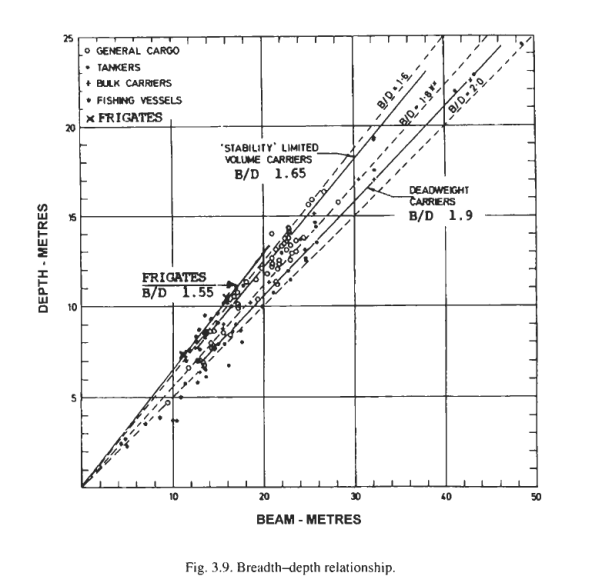 25
○ GENERAL CARGO
• TANKERS
+ BULK CARRIERS
♦ FISHING VESSELS
× FRIGATES
B/D = 1·6
B/D = 1·8
B/D = 2·0
20
'STABILITY' LIMITED
VOLUME CARRIERS
B/D 1.65
DEADWEIGHT
CARRIERS
B/D 1.9
15
DEPTH - METRES
FRIGATES
B/D 1.55
10
5
10
20
30
40
50
BEAM - METRES
Fig. 3.9. Breadth–depth relationship.